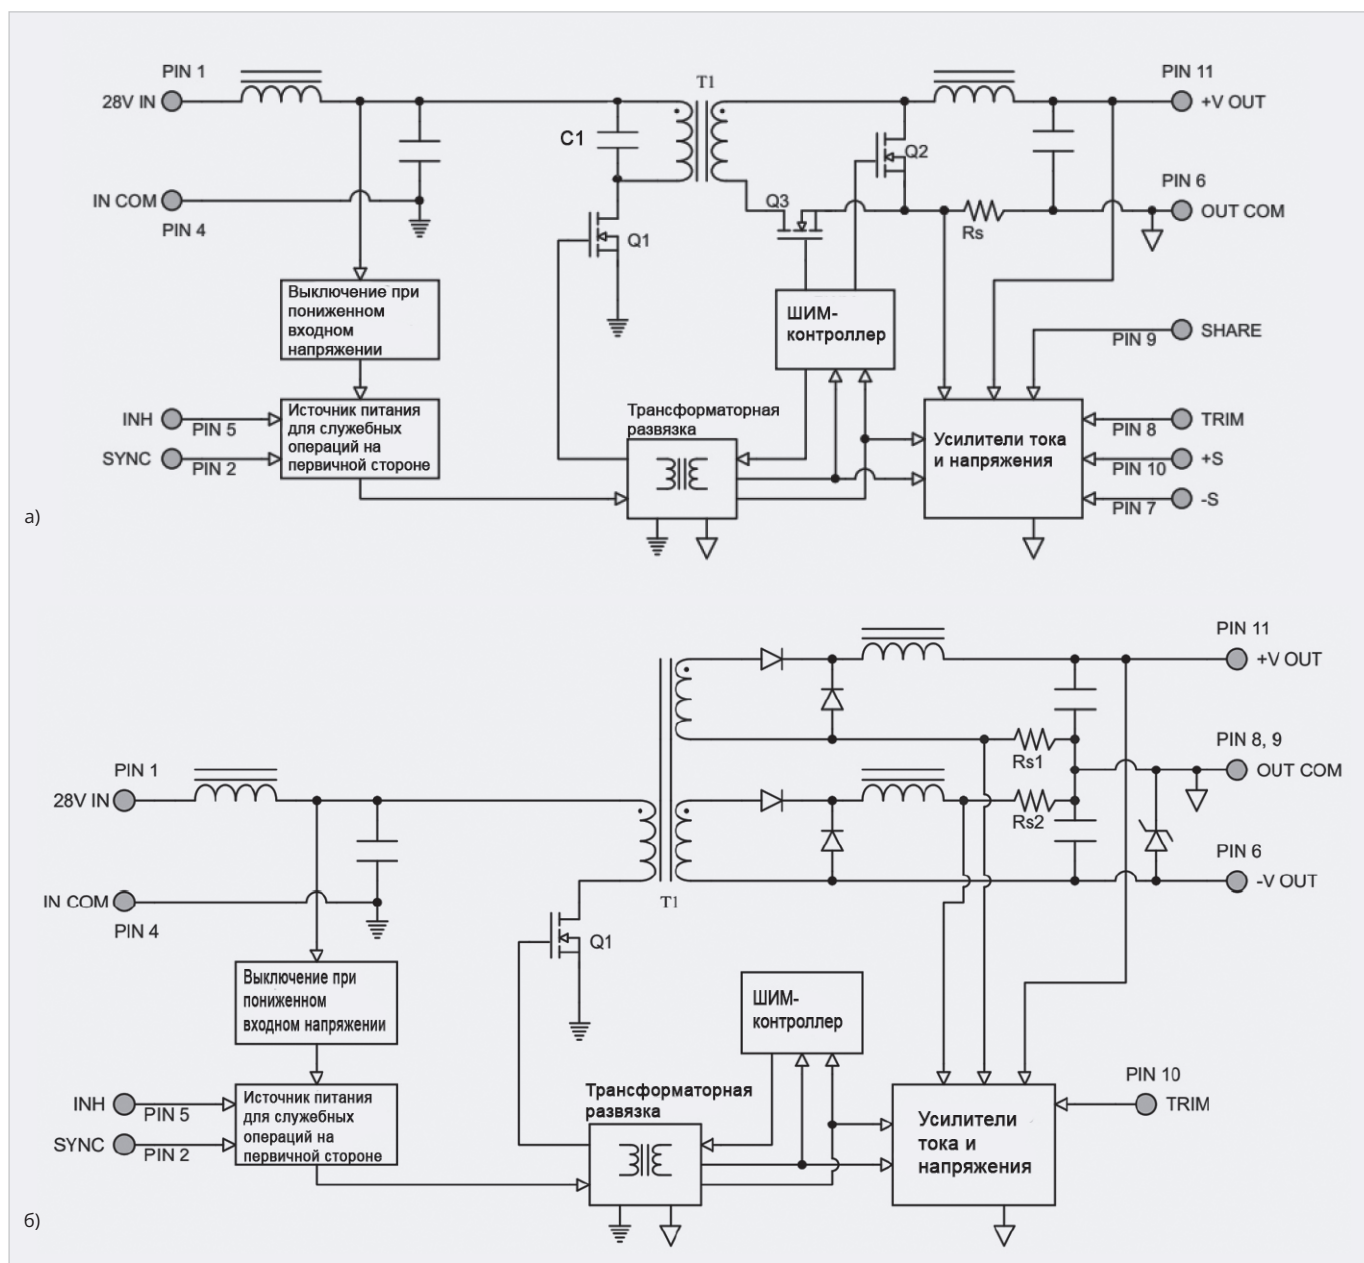 PIN 1
28V IN
IN COM
PIN 4
C1
T1
Q1
Q2
Q3
Rs
PIN 11
+V OUT
PIN 6
OUT COM
Выключение при
пониженном
входном
напряжении
ШИМ-
контроллер
PIN 9
SHARE
INH
PIN 5
SYNC
PIN 2
Источник питания
для служебных
операций на
первичной стороне
Трансформаторная
развязка
Усилители тока
и напряжения
PIN 8
TRIM
PIN 10
+S
PIN 7
-S
а)
PIN 11
+V OUT
PIN 8, 9
OUT COM
Rs1
Rs2
PIN 6
-V OUT
PIN 1
28V IN
IN COM
PIN 4
T1
Q1
Выключение при
пониженном
входном напряжении
ШИМ-
контроллер
INH
PIN 5
SYNC
PIN 2
Источник питания
для служебных
операций на
первичной стороне
Трансформаторная
развязка
Усилители
тока и
напряжения
PIN 10
TRIM
б)